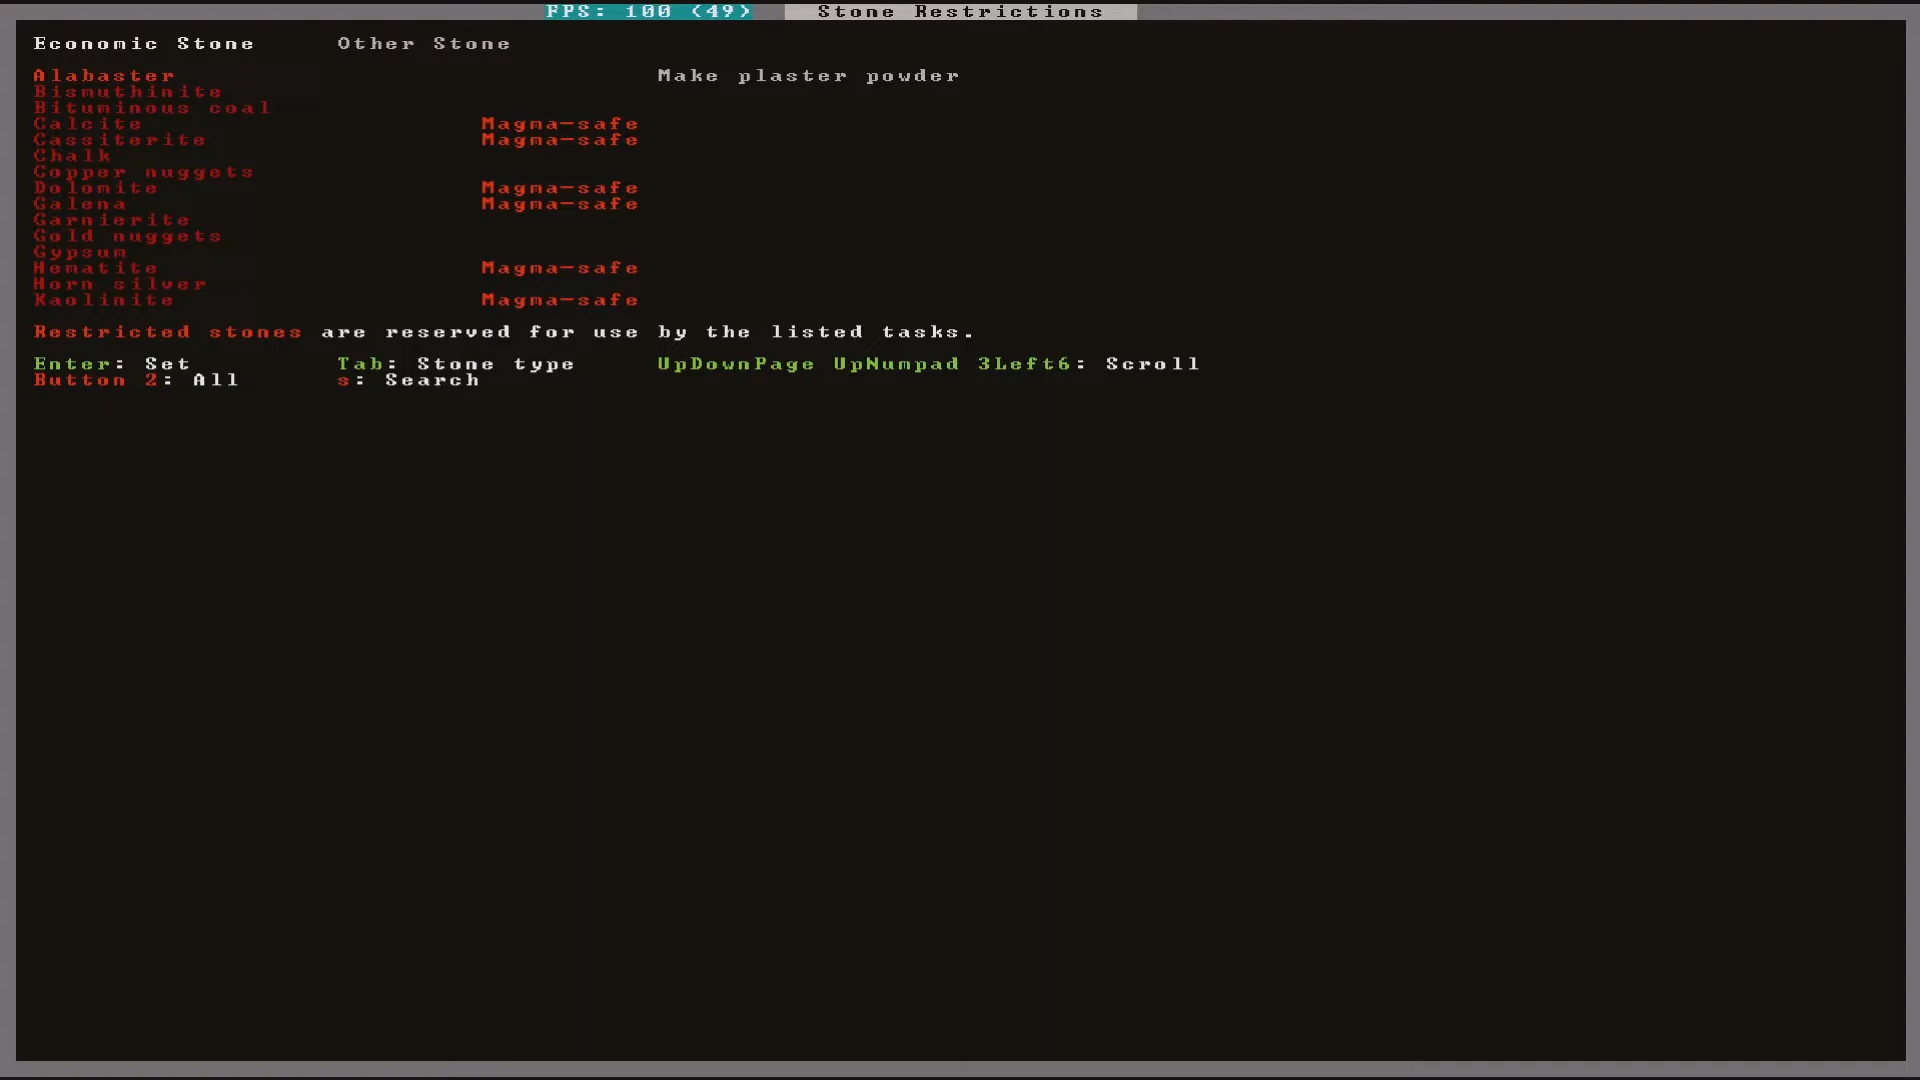 FPS: 100 (49) Stone Restrictions
Economic Stone Other Stone
Alabaster Make plaster powder
Bismuthinite
Bituminous coal
Calcite Magma-safe
Cassiterite Magma-safe
Chalk
Copper nuggets
Dolomite Magma-safe
Galena Magma-safe
Garnierite
Gold nuggets
Gypsum
Hematite Magma-safe
Horn silver
Kaolinite Magma-safe
Restricted stones are reserved for use by the listed tasks.
Enter: Set Tab: Stone type UpDownPage UpNumpad 3Left6: Scroll
Button 2: All s: Search